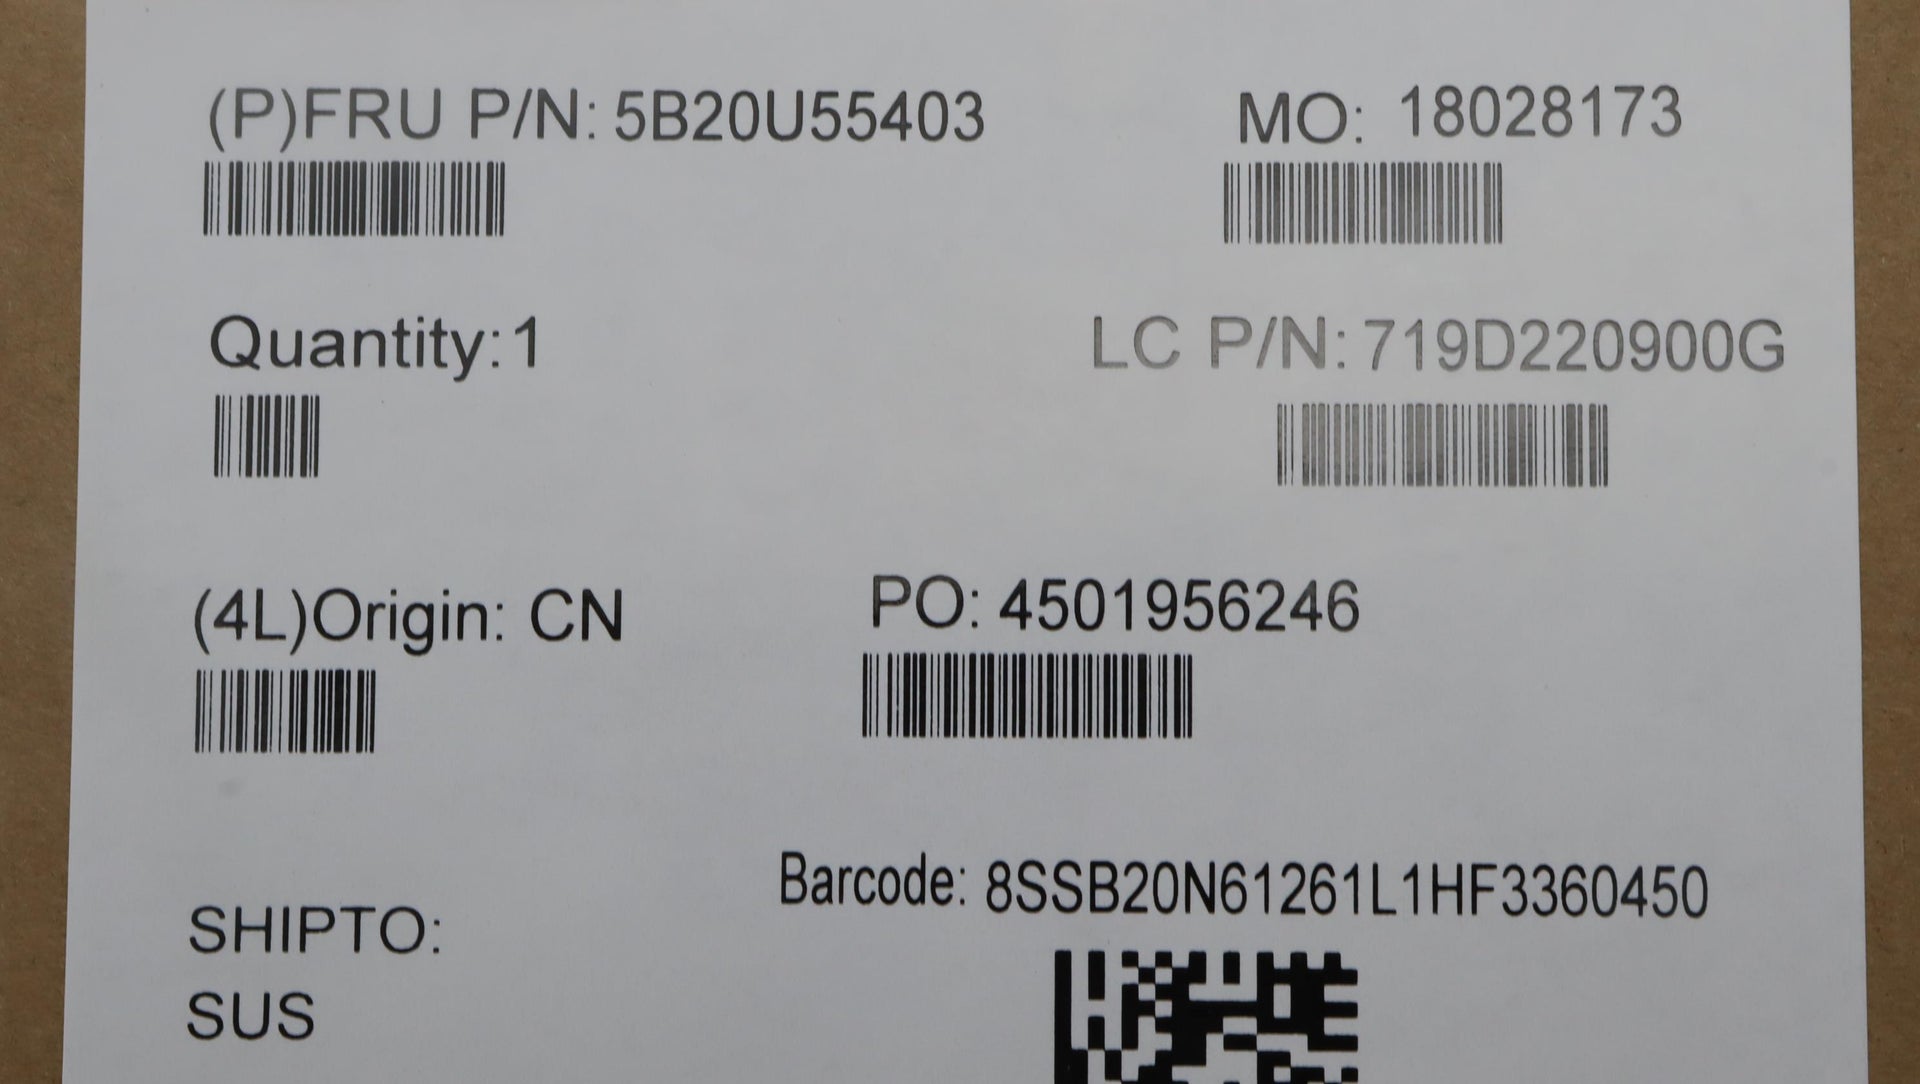 (P)FRU P/N: 5B20U55403
MO: 18028173
Quantity:1
LC P/N: 719D220900G
(4L)Origin: CN
PO: 4501956246
Barcode: 8SSB20N61261L1HF3360450
SHIPTO:
SUS